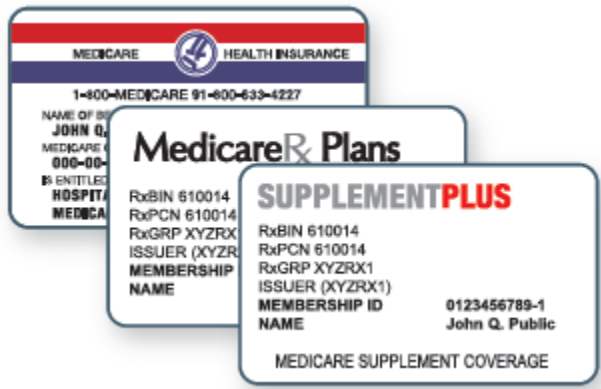 MEDICARE HEALTH INSURANCE
1-800-MEDICARE 91-800-633-4227
NAME OF BE
JOHN Q.
MEDICARE
000-00-
IS ENTITLED
HOSPITA
MEDICA
MedicareRx Plans
RxBIN 610014
RxPCN 610014
RxGRP XYZRX
ISSUER (XYZR
MEMBERSHIP
NAME
SUPPLEMENTPLUS
RxBIN 610014
RxPCN 610014
RxGRP XYZRX1
ISSUER (XYZRX1)
MEMBERSHIP ID 0123456789-1
NAME John Q. Public
MEDICARE SUPPLEMENT COVERAGE